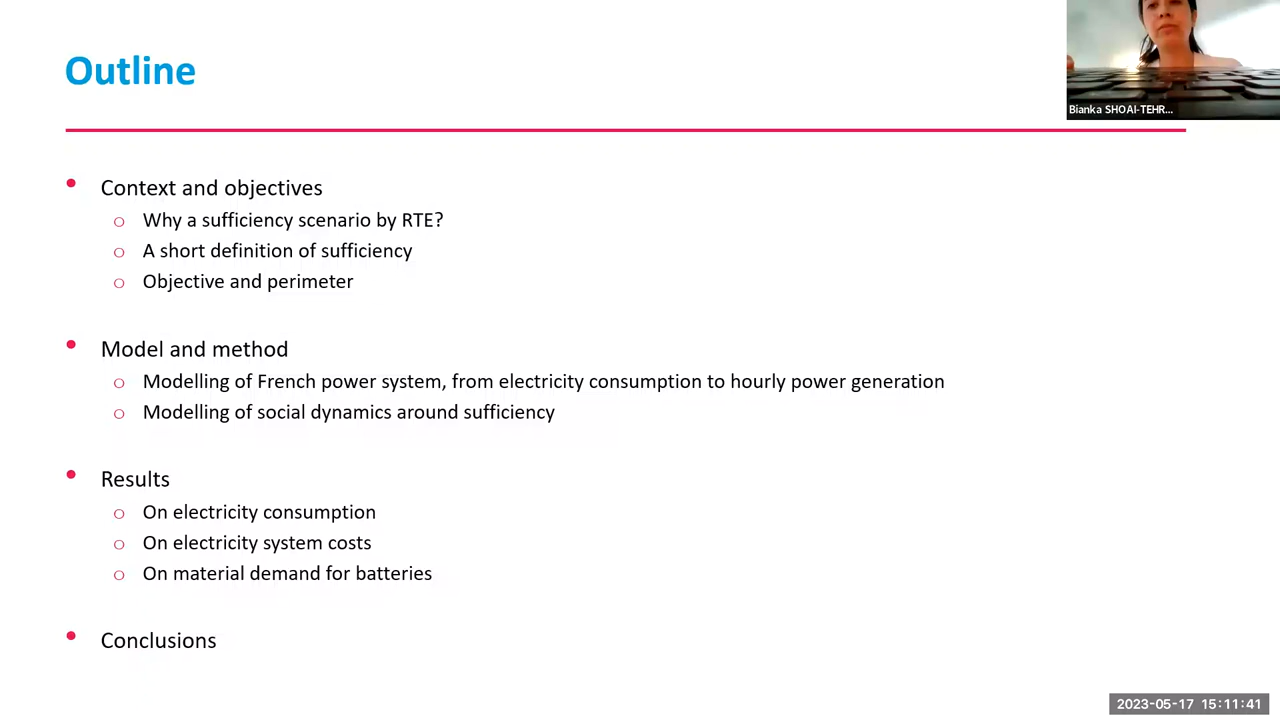 Outline
Bianka SHOAI-TEHR...
• Context and objectives
o Why a sufficiency scenario by RTE?
o A short definition of sufficiency
o Objective and perimeter
• Model and method
o Modelling of French power system, from electricity consumption to hourly power generation
o Modelling of social dynamics around sufficiency
• Results
o On electricity consumption
o On electricity system costs
o On material demand for batteries
• Conclusions
2023-05-17 15:11:41